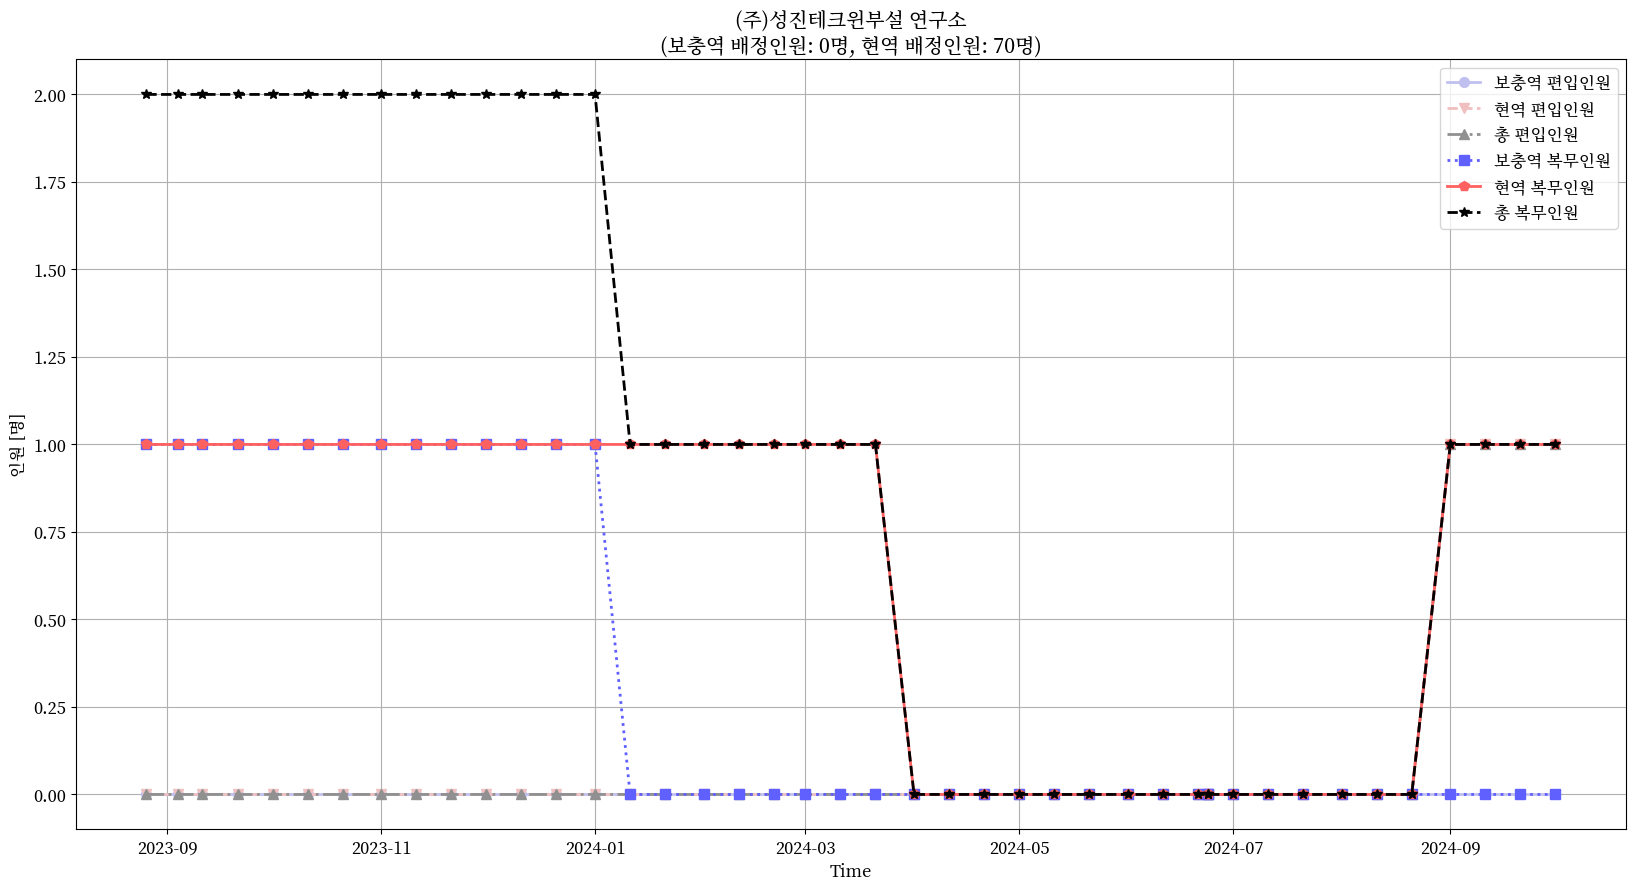 (주)성진테크윈부설 연구소
(보충역 배정인원: 0명, 현역 배정인원: 70명)
보충역 편입인원
현역 편입인원
총 편입인원
보충역 복무인원
현역 복무인원
총 복무인원
인원 [명]
2.00
1.75
1.50
1.25
1.00
0.75
0.50
0.25
0.00
2023-09
2023-11
2024-01
2024-03
2024-05
2024-07
2024-09
Time